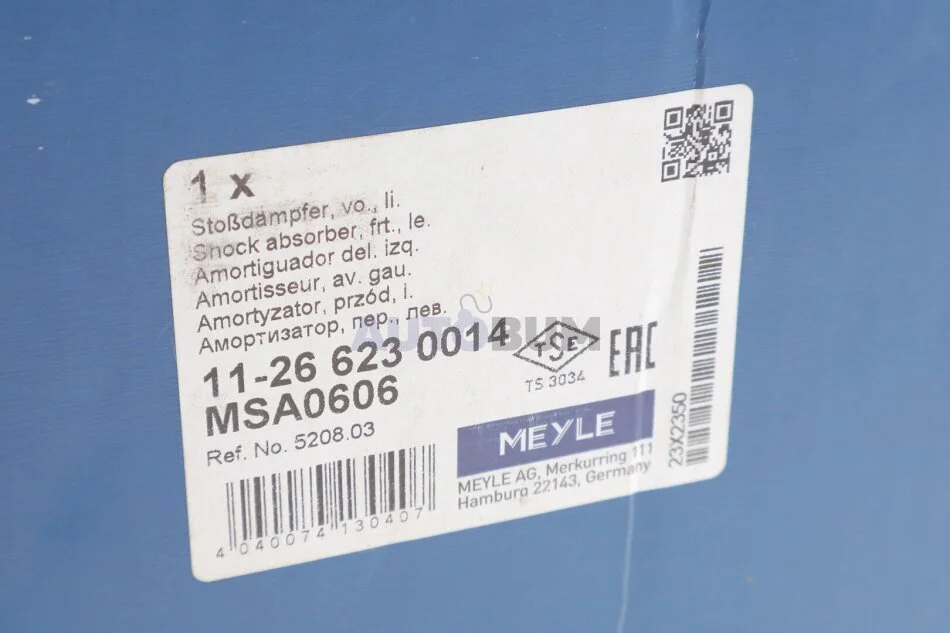 1 x
Stoßdämpfer, vo., li.
Shock absorber, frt., le.
Amortiguador del. izq.
Amortisseur, av. gau.
Amortyzator, przód, l.
Амортизатор, пер., лев.
AUTOBUM
11-26 623 0014
MSA0606
TSE
TS 3034
EAC
Ref. No. 5208.03
MEYLE
MEYLE AG, Merkurring 111
Hamburg 22143, Germany
4 040074 130407
23X2350